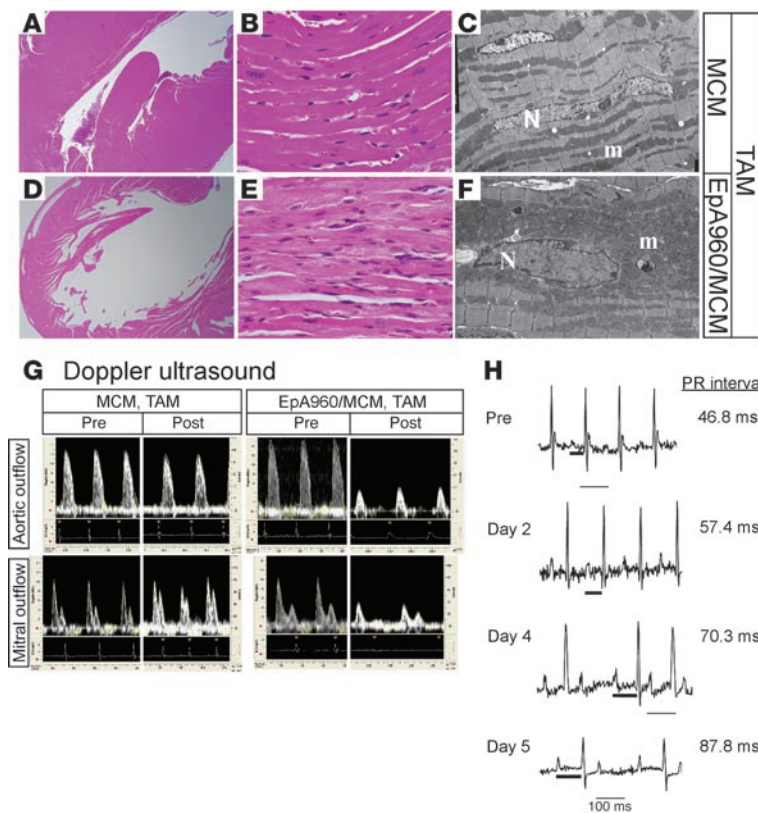 A
B
C
MCM
N
m
TAM
D
E
F
EpA960/MCM
N
m
G Doppler ultrasound
MCM, TAM
EpA960/MCM, TAM
Pre
Post
Pre
Post
Aortic outflow
Mitral outflow
H
PR interva
Pre
46.8 ms
Day 2
57.4 ms
Day 4
70.3 ms
Day 5
87.8 ms
100 ms